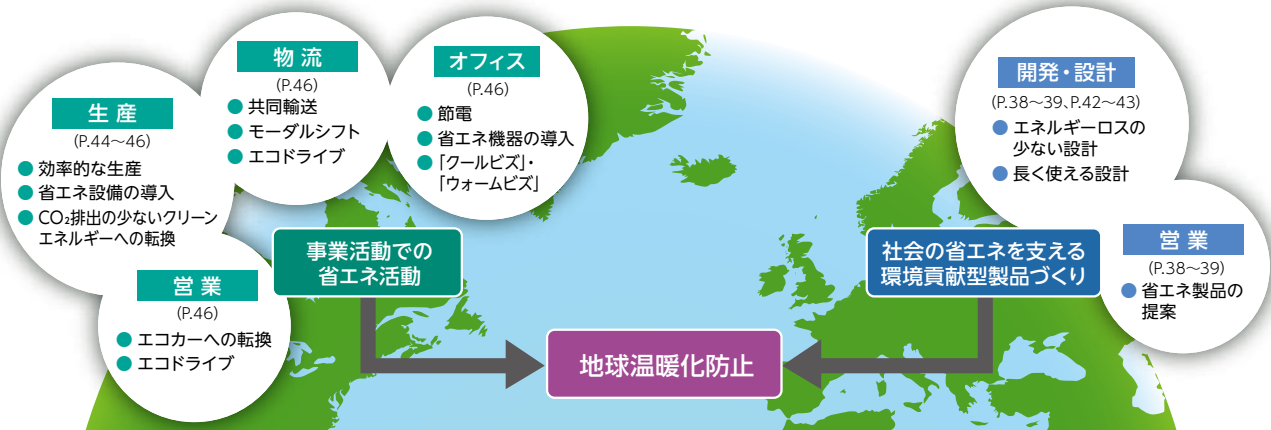 生産
(P.44～46)
● 効率的な生産
● 省エネ設備の導入
● CO₂排出の少ないクリーン
エネルギーへの転換
物流
(P.46)
● 共同輸送
● モーダルシフト
● エコドライブ
オフィス
(P.46)
● 節電
● 省エネ機器の導入
● 「クールビズ」・
「ウォームビズ」
営業
(P.46)
● エコカーへの転換
● エコドライブ
事業活動での
省エネ活動
開発・設計
(P.38～39、P.42～43)
● エネルギーロスの
少ない設計
● 長く使える設計
営業
(P.38～39)
● 省エネ製品の
提案
社会の省エネを支える
環境貢献型製品づくり
地球温暖化防止